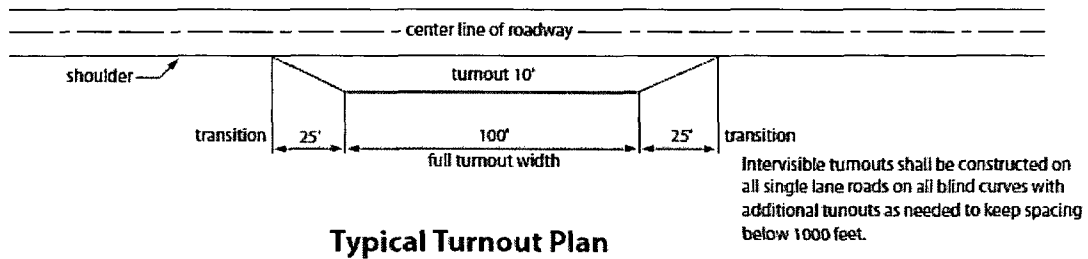 center line of roadway
shoulder
turnout 10'
transition
25'
100'
25'
transition
full turnout width
Intervisible turnouts shall be constructed on
all single lane roads on all blind curves with
additional tunouts as needed to keep spacing
below 1000 feet.
Typical Turnout Plan